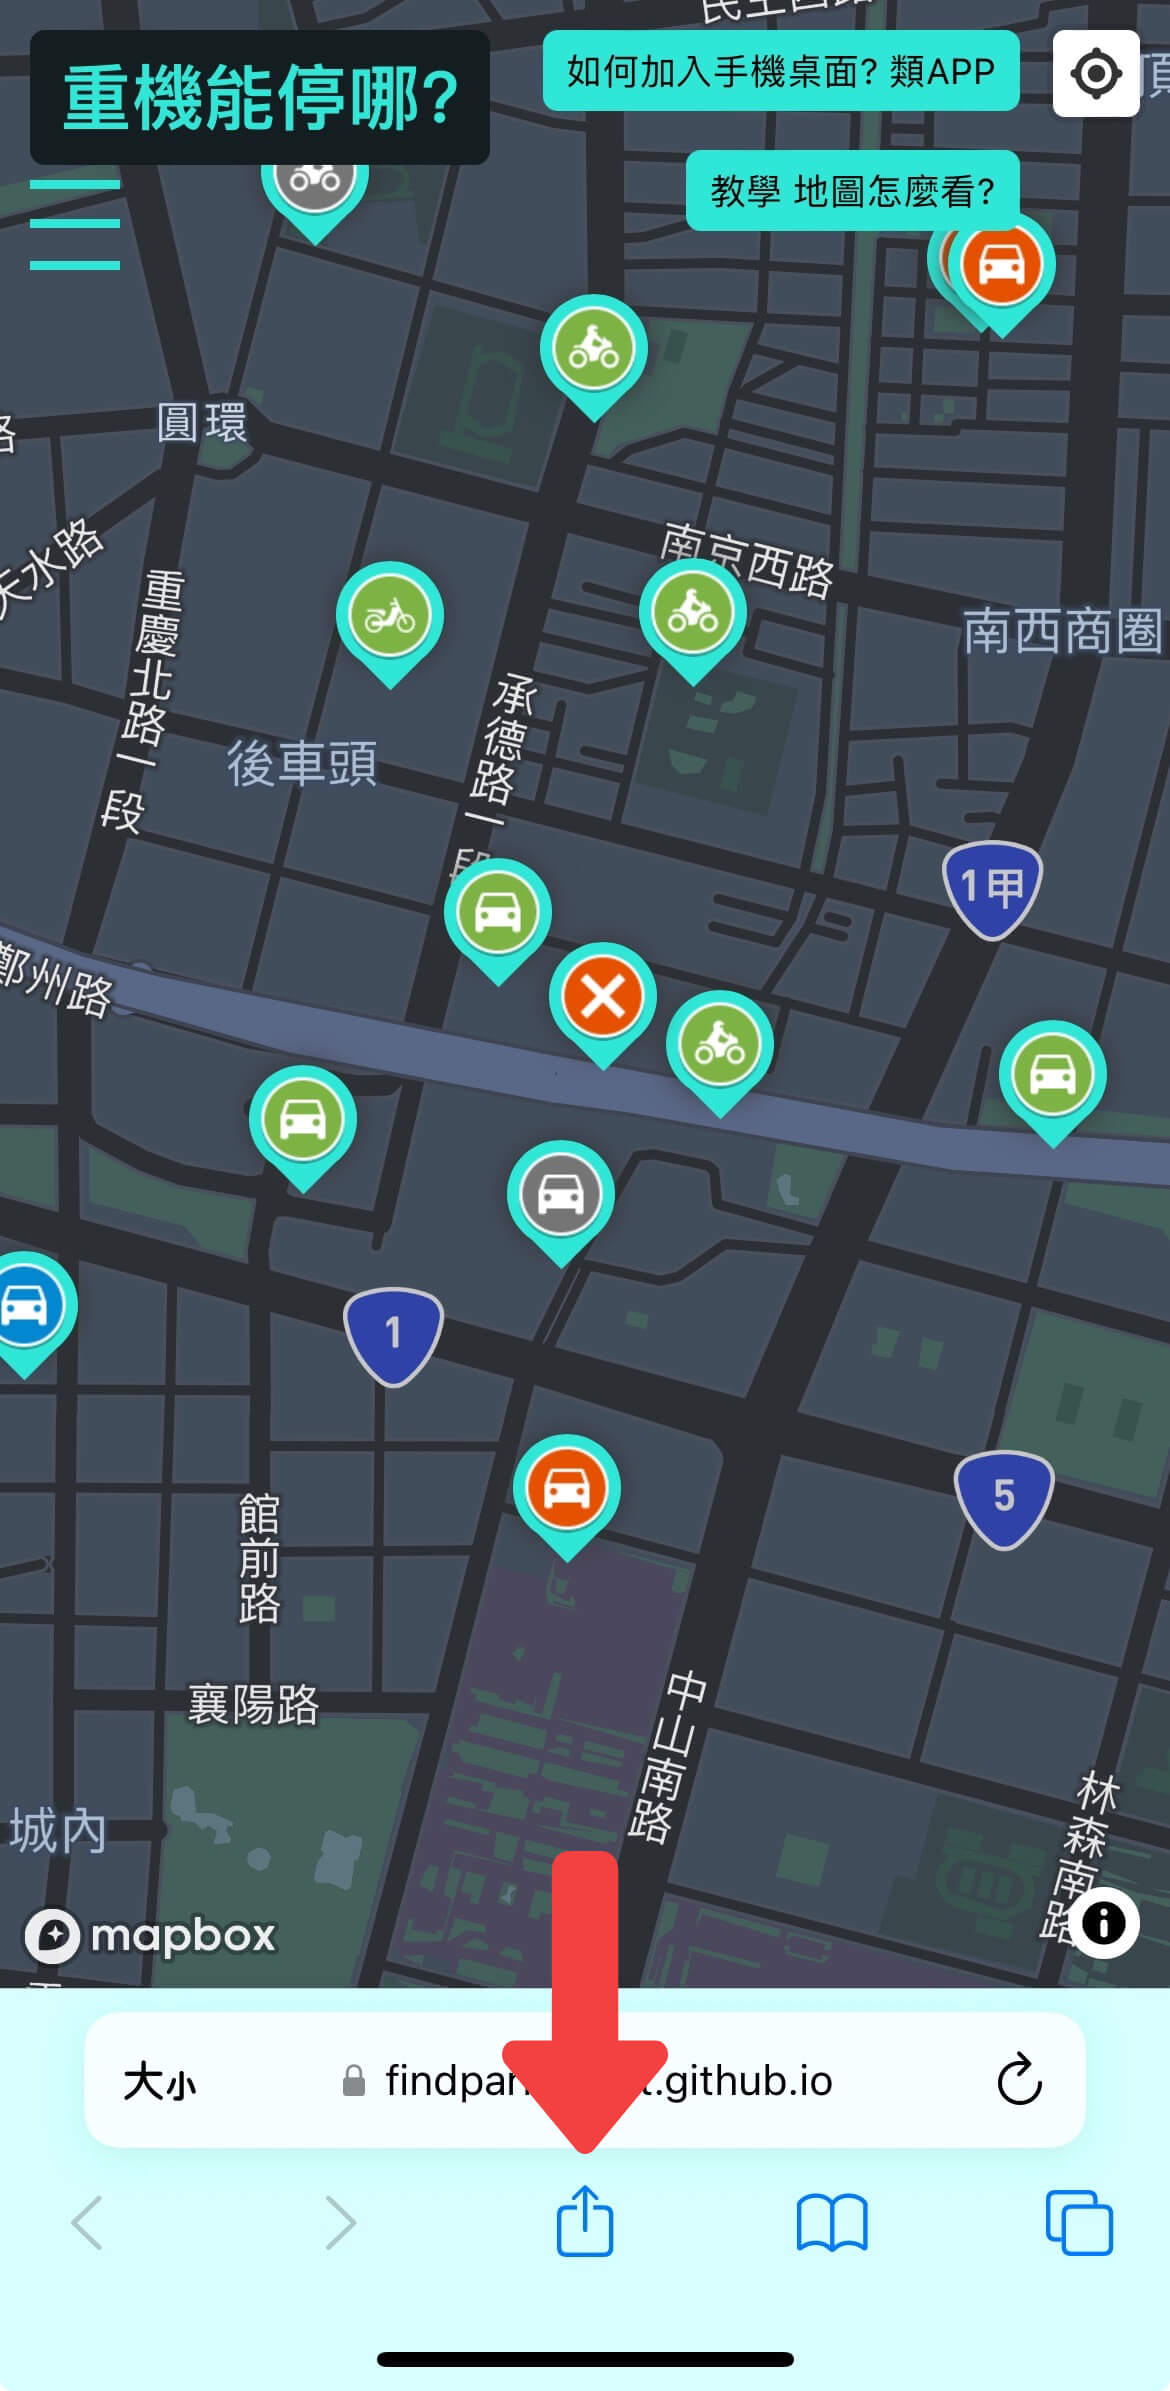 重機能停哪?
如何加入手機桌面? 類APP
教學 地圖怎麼看?
圓環
天水路
重慶北路一段
南京西路
南西商圈
承德路一段
後車頭
1甲
鄭州路
1
5
館前路
襄陽路
中山南路
林森南路
城內
mapbox
大小
github.io